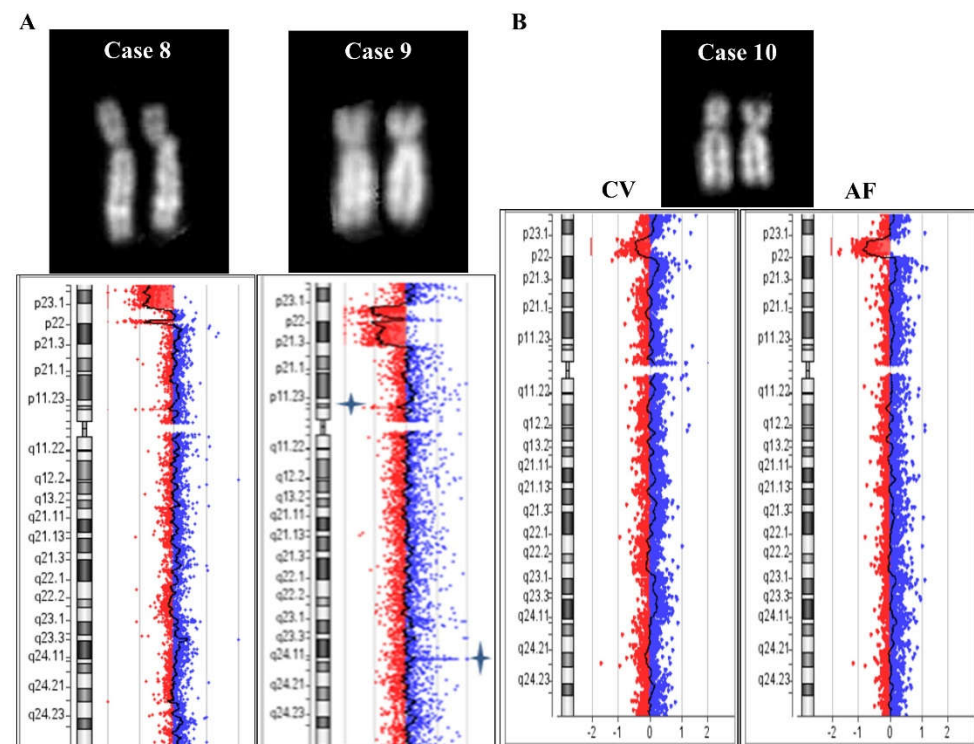 A
B
Case 8
Case 9
Case 10
CV
AF
p23.1
p22
p21.3
p21.1
p11.23
q11.22
q12.2
q13.2
q21.11
q21.13
q21.3
q22.1
q22.2
q23.1
q23.3
q24.11
q24.21
q24.23
p23.1
p22
p21.3
p21.1
p11.23
q11.22
q12.2
q13.2
q21.11
q21.13
q21.3
q22.1
q22.2
q23.1
q23.3
q24.11
q24.21
q24.23
p23.1
p22
p21.3
p21.1
p11.23
q11.22
q12.2
q13.2
q21.11
q21.13
q21.3
q22.1
q22.2
q23.1
q23.3
q24.11
q24.21
q24.23
-2 -1 0 1 2
p23.1
p22
p21.3
p21.1
p11.23
q11.22
q12.2
q13.2
q21.11
q21.13
q21.3
q22.1
q22.2
q23.1
q23.3
q24.11
q24.21
q24.23
-2 -1 0 1 2